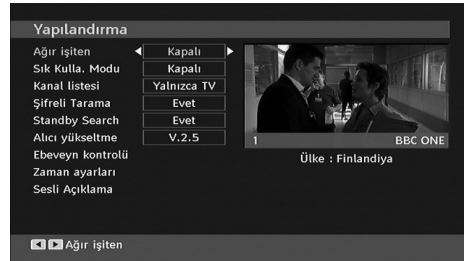 Yapılandırma
Ağır işiten Kapalı
Sık Kulla. Modu Kapalı
Kanal listesi Yalnızca TV
Şifreli Tarama Evet
Standby Search Evet
Alıcı yükseltme V.2.5
Ebeveyn kontrolü
Zaman ayarları
Sesli Açıklama
1 BBC ONE
Ülke : Finlandiya
Ağır işiten